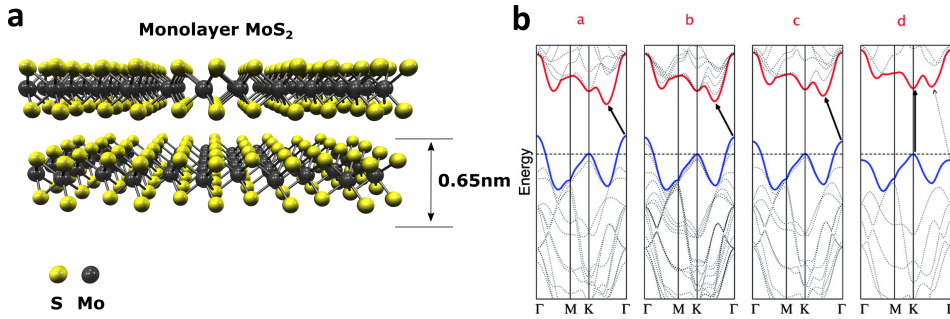 a
Monolayer MoS₂
0.65nm
S Mo
b
a b c d
Energy
Γ M K Γ Γ M K Γ Γ M K Γ Γ M K Γ